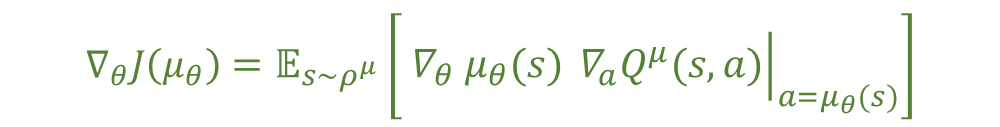 ∇θJ(μθ) = 𝔼s~ρμ [ ∇θ μθ(s) ∇aQμ(s, a)|a=μθ(s) ]